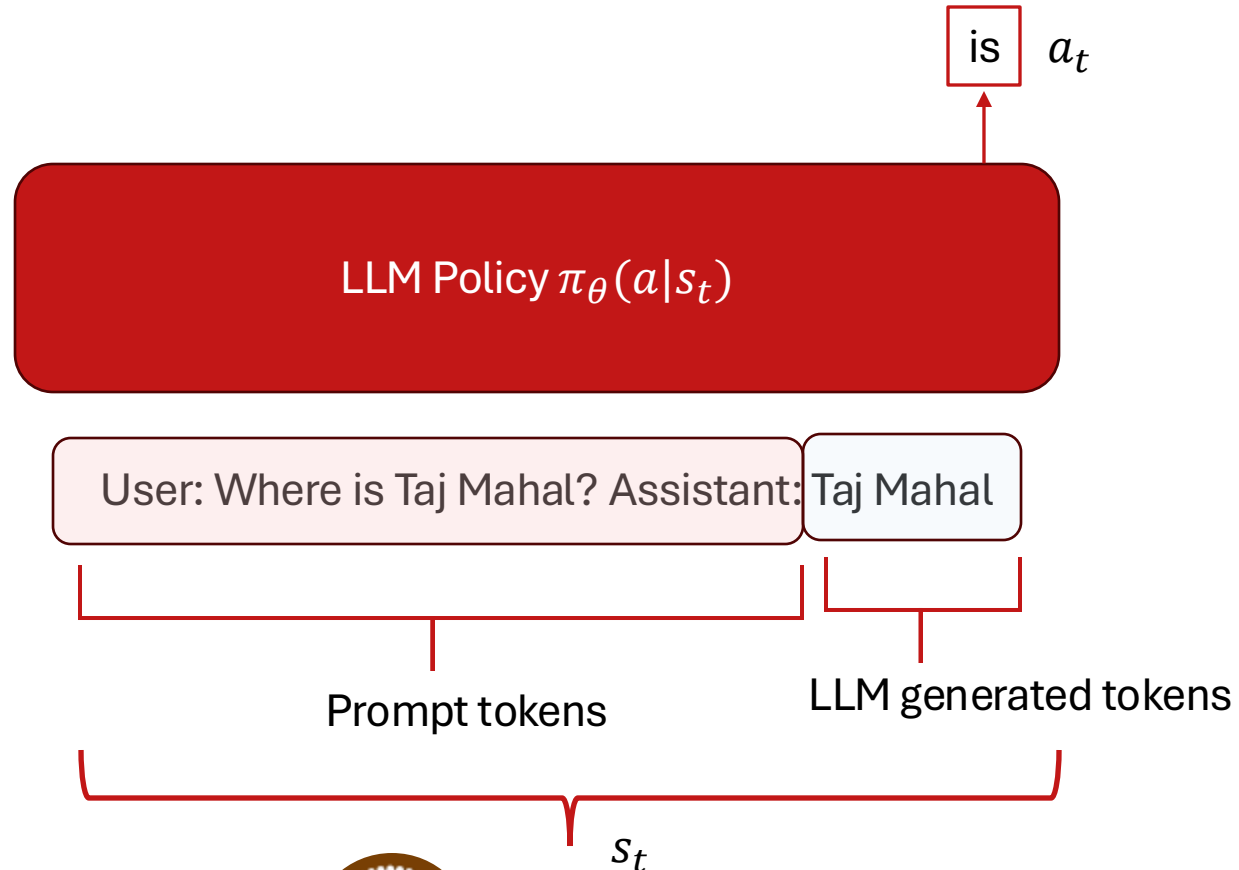 is a_t
LLM Policy π_θ(a|s_t)
User: Where is Taj Mahal? Assistant: Taj Mahal
Prompt tokens
LLM generated tokens
s_t